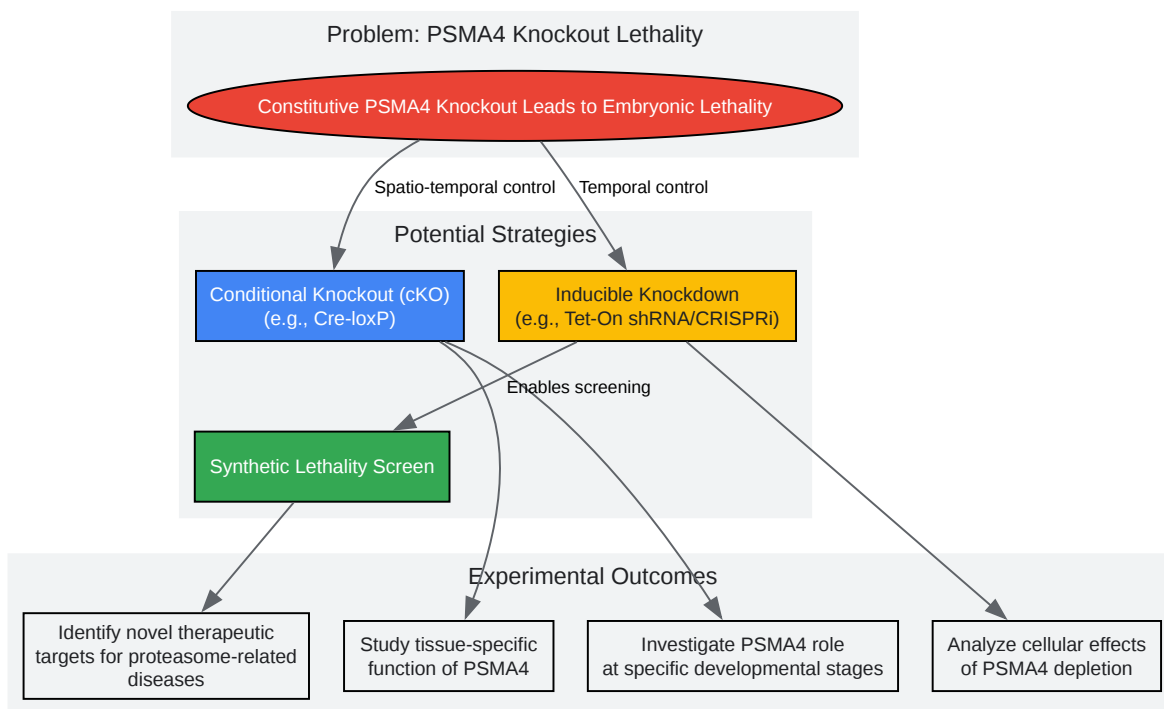 Problem: PSMA4 Knockout Lethality
Constitutive PSMA4 Knockout Leads to Embryonic Lethality
Spatio-temporal control
Temporal control
Potential Strategies
Conditional Knockout (cKO)
(e.g., Cre-loxP)
Inducible Knockdown
(e.g., Tet-On shRNA/CRISPRi)
Enables screening
Synthetic Lethality Screen
Experimental Outcomes
Identify novel therapeutic
targets for proteasome-related
diseases
Study tissue-specific
function of PSMA4
Investigate PSMA4 role
at specific developmental stages
Analyze cellular effects
of PSMA4 depletion